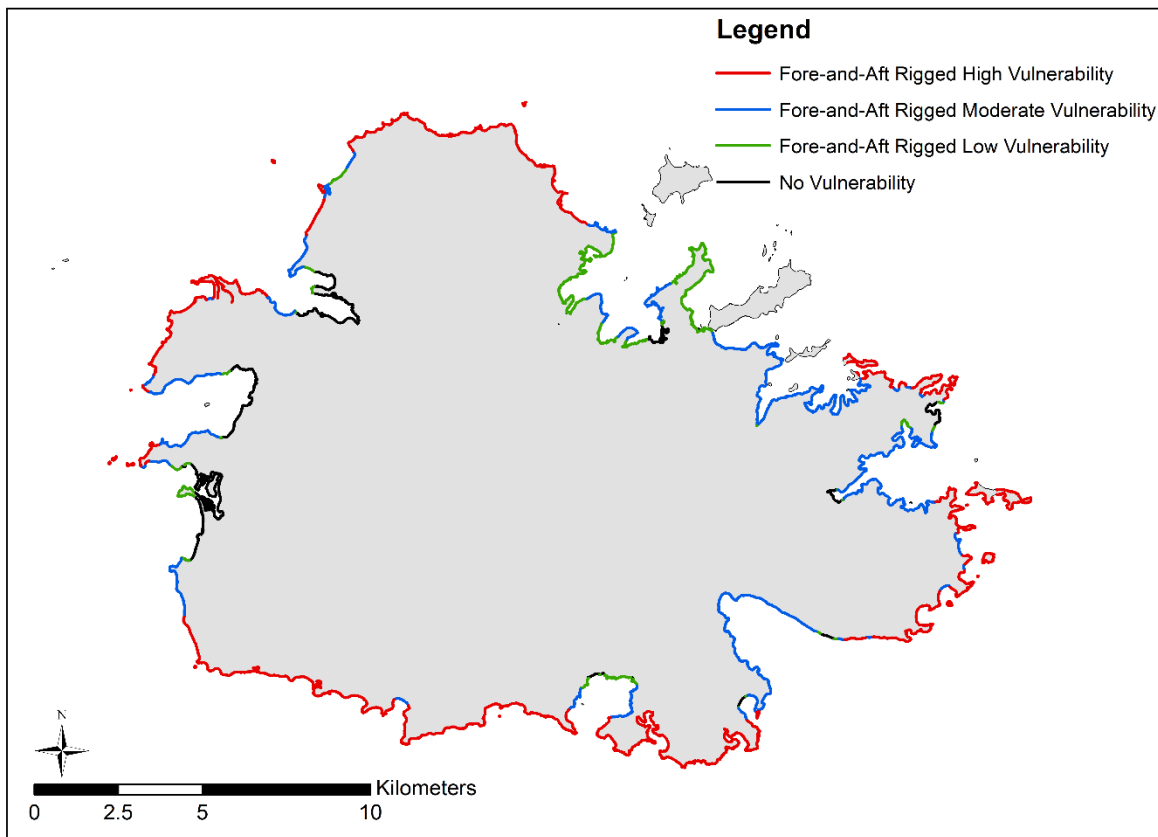 Legend
Fore-and-Aft Rigged High Vulnerability
Fore-and-Aft Rigged Moderate Vulnerability
Fore-and-Aft Rigged Low Vulnerability
No Vulnerability
N
Kilometers
0 2.5 5 10